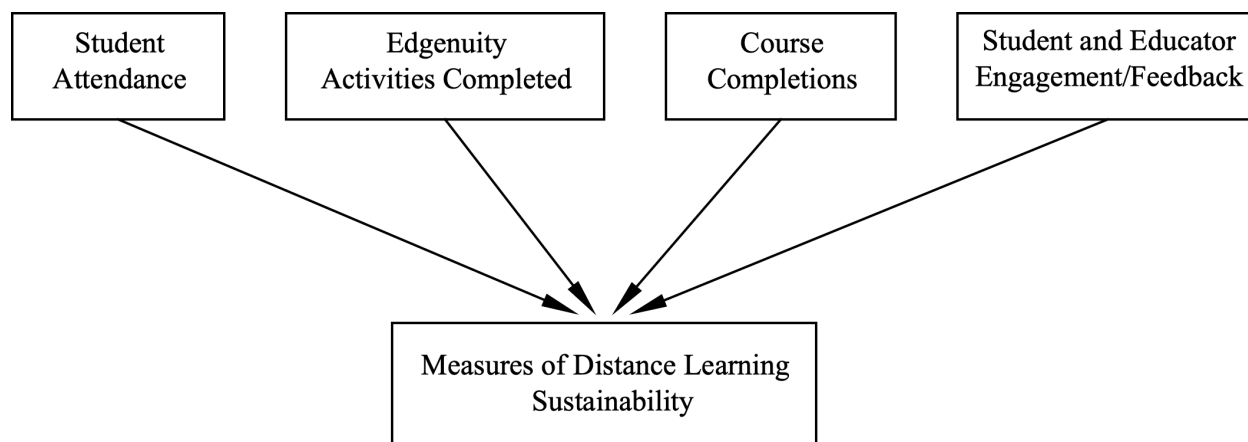 Student
Attendance
Edgenuity
Activities Completed
Course
Completions
Student and Educator
Engagement/Feedback
Measures of Distance Learning
Sustainability